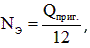 Nэ = Qприг. / 12 ,